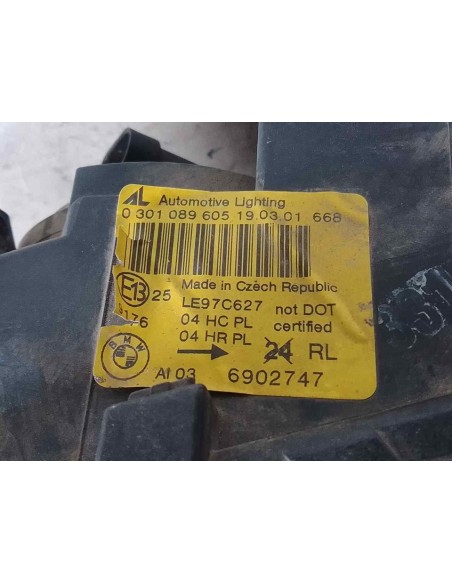 AL Automotive Lighting
0 301 089 605 19.03.01 668
Made in Czech Republic
E13 25 LE97C627 not DOT
04 HC PL certified
04 HR PL 24 RL
BMW
AI 03 6902747